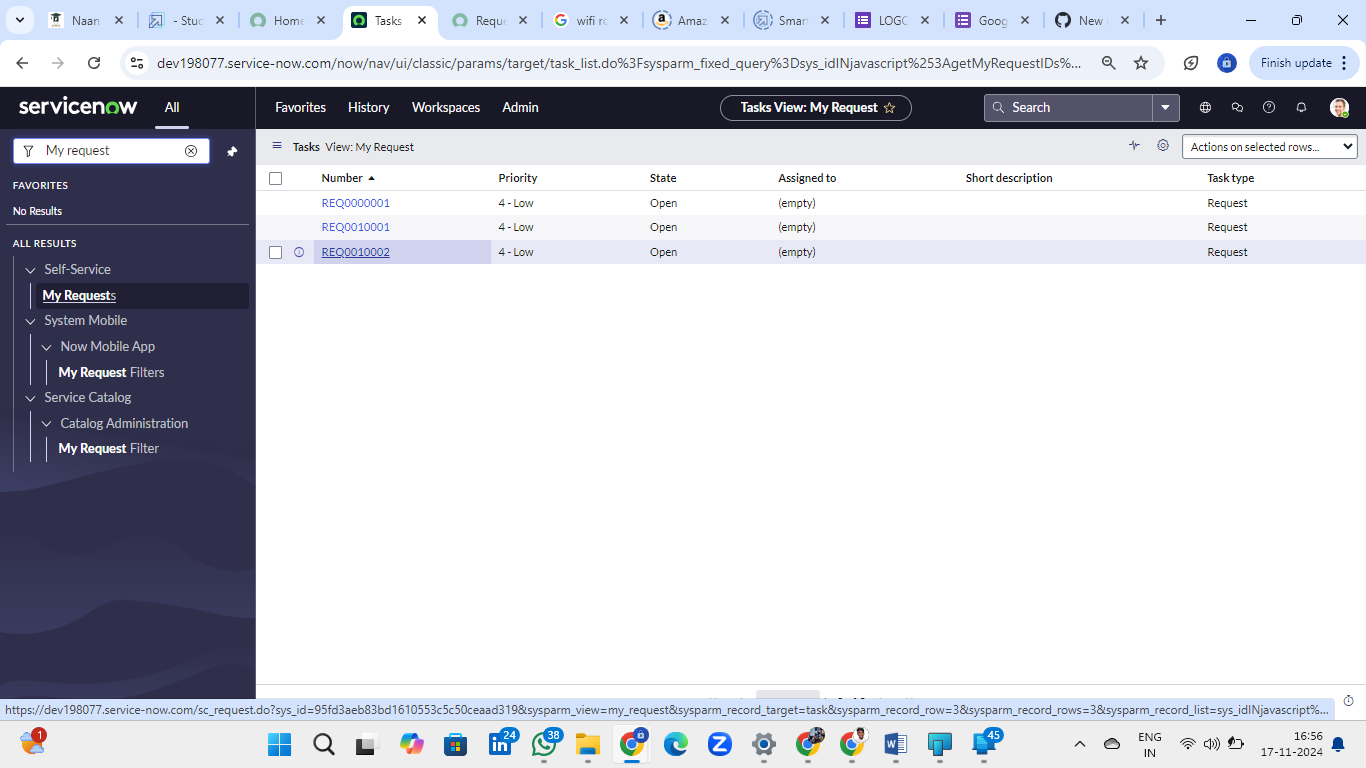 Naan
- Stuc
Home
Tasks
Reque
wifi ro
Amaz
Smar
LOGO
Goog
New
dev198077.service-now.com/now/nav/ui/classic/params/target/task_list.do%3Fsysparm_fixed_query%3Dsys_idINjavascript%253AgetMyRequestIDs%...
Finish update
servicenow
All
Favorites
History
Workspaces
Admin
Tasks View: My Request
Search
My request
FAVORITES
No Results
ALL RESULTS
Self-Service
My Requests
System Mobile
Now Mobile App
My Request Filters
Service Catalog
Catalog Administration
My Request Filter
Tasks View: My Request
Actions on selected rows...
Number Priority State Assigned to Short description Task type
REQ0000001 4 - Low Open (empty) Request
REQ0010001 4 - Low Open (empty) Request
REQ0010002 4 - Low Open (empty) Request
https://dev198077.service-now.com/sc_request.do?sys_id=95fd3aeb83bd1610553c5c50ceaad319&sysparm_view=my_request&sysparm_record_target=task&sysparm_record_row=3&sysparm_record_rows=3&sysparm_record_list=sys_idINjavascript%...
1
24
38
45
ENG
IN
16:56
17-11-2024